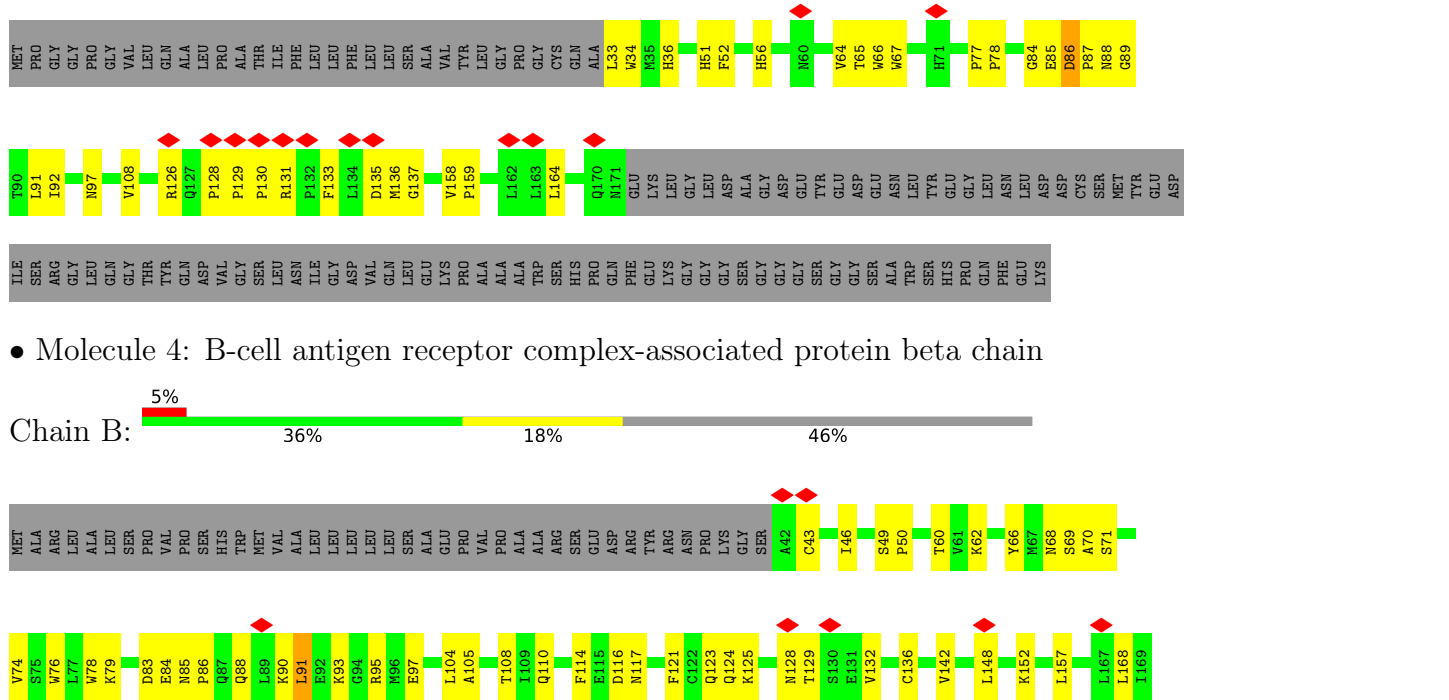 MET PRO GLY GLY PRO GLY VAL LEU GLN ALA LEU PRO ALA THR ILE PHE LEU LEU PHE LEU LEU SER ALA VAL TYR LEU GLY PRO GLY CYS GLN ALA L33 W34 M35 H36 H51 F52 H56 N60 V64 T65 W66 W67 H71 P77 P78 G84 E85 D86 P87 N88 G89
T90 L91 I92 N97 V108 R126 Q127 P128 P129 P130 R131 P132 F133 L134 D135 M136 G137 V158 P159 L162 L163 L164 Q170 N171 GLU LYS LEU GLY LEU ASP ALA GLY ASP GLU TYR GLU ASP GLU ASN LEU TYR GLU GLY LEU ASN LEU ASP ASP CYS SER MET TYR GLU ASP
ILE SER ARG GLY LEU GLN GLY THR TYR GLN ASP VAL GLY SER LEU ASN ILE GLY ASP VAL GLN LEU GLU LYS PRO ALA ALA ALA TRP SER HIS PRO GLN PHE GLU LYS GLY GLY GLY SER GLY GLY GLY SER GLY GLY SER ALA TRP SER HIS PRO GLN PHE GLU LYS
• Molecule 4: B-cell antigen receptor complex-associated protein beta chain
5%
Chain B: 36% 18% 46%
MET ALA ARG LEU ALA LEU SER PRO VAL PRO SER HIS TRP MET VAL ALA LEU LEU LEU LEU LEU SER ALA GLU PRO VAL PRO ALA ALA ARG SER GLU ASP ARG TYR ARG ASN PRO LYS GLY SER A42 C43 I46 S49 P50 T60 V61 K62 Y66 M67 N68 S69 A70 S71
V74 S75 W76 L77 W78 K79 D83 E84 N85 P86 Q87 Q88 L89 K90 L91 E92 K93 G94 R95 M96 E97 L104 A105 T108 I109 Q110 F114 E115 D116 N117 F121 C122 Q123 Q124 K125 N128 T129 S130 E131 V132 C136 V142 L148 K152 L157 L167 L168 I169